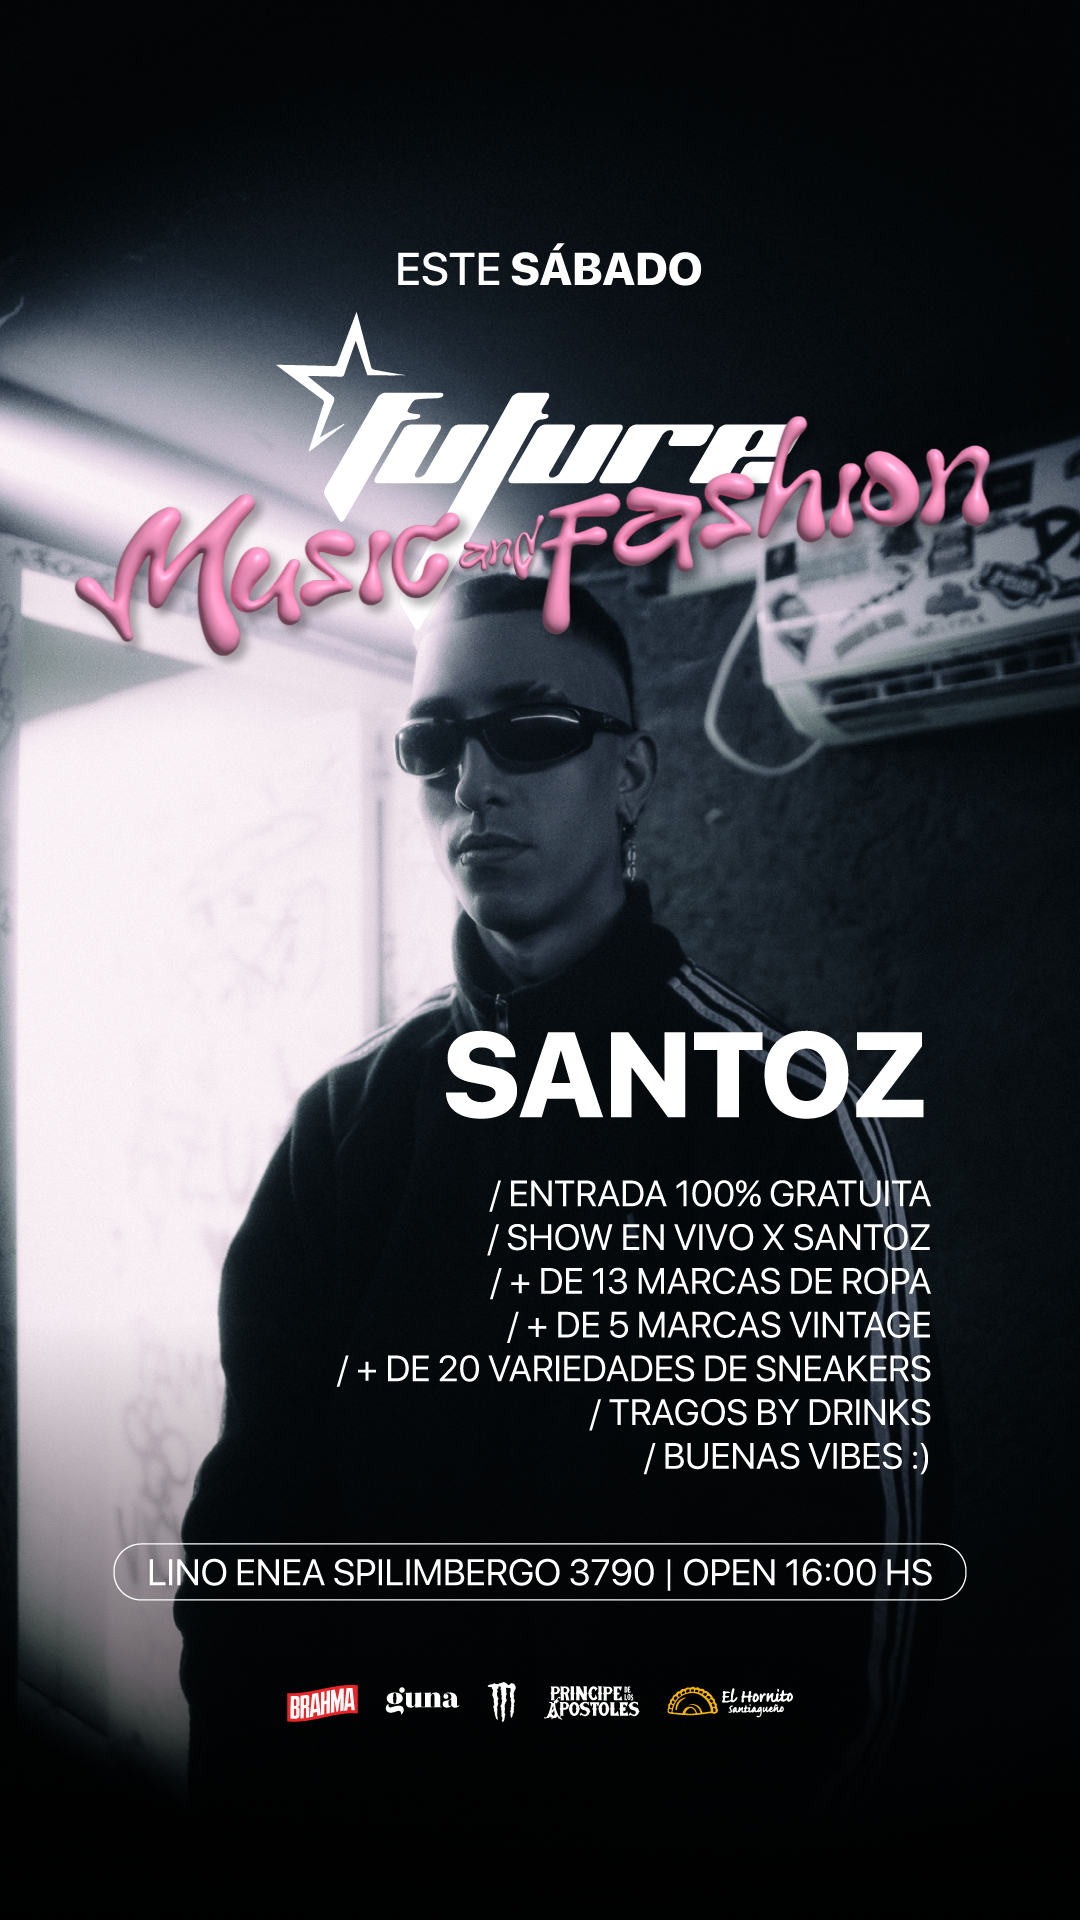 ESTE SÁBADO
future
Music and Fashion
SANTOZ
/ ENTRADA 100% GRATUITA
/ SHOW EN VIVO X SANTOZ
/ + DE 13 MARCAS DE ROPA
/ + DE 5 MARCAS VINTAGE
/ + DE 20 VARIEDADES DE SNEAKERS
/ TRAGOS BY DRINKS
/ BUENAS VIBES :)
LINO ENEA SPILIMBERGO 3790 | OPEN 16:00 HS
BRAHMA
guna
PRINCIPE DE LOS
APOSTOLES
El Hornito
Santiagueño